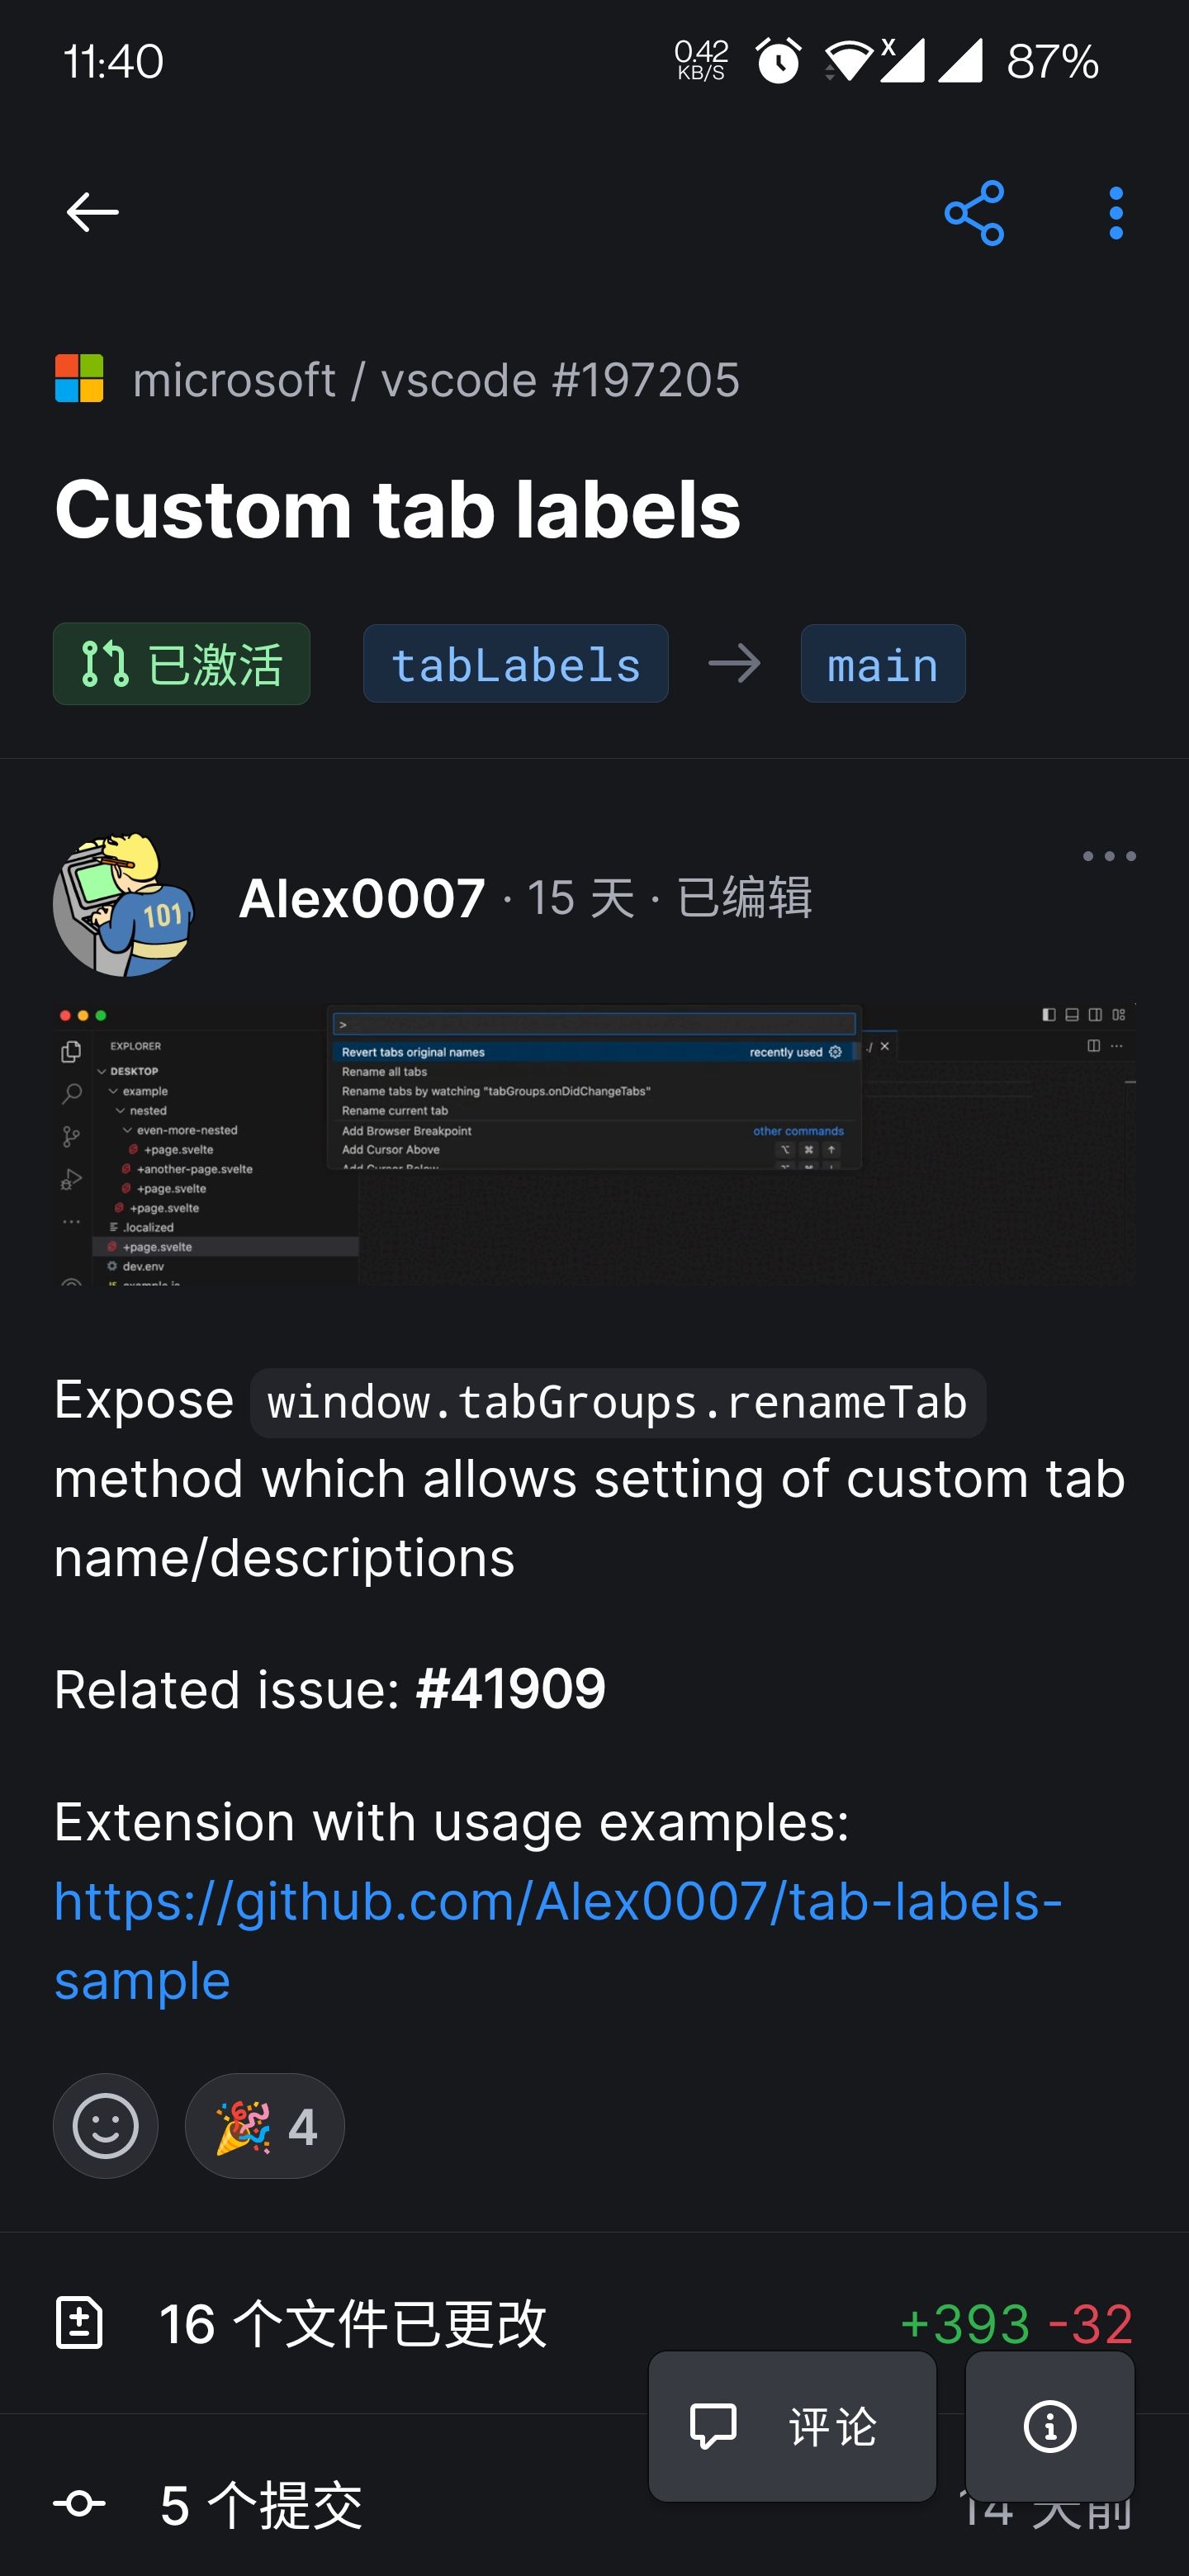 11:40
0.42
KB/S
X
87%
microsoft / vscode #197205
Custom tab labels
已激活 tabLabels → main
101
Alex0007 · 15 天 · 已编辑
>
EXPLORER
Revert tabs original names recently used
DESKTOP
Rename all tabs
example
Rename tabs by watching "tabGroups.onDidChangeTabs"
nested
Rename current tab
even-more-nested
Add Browser Breakpoint other commands
+page.svelte
Add Cursor Above ⌥ ⌘ ↑
+another-page.svelte
Add Cursor Below
+page.svelte
+page.svelte
.localized
+page.svelte
dev.env
Expose window.tabGroups.renameTab
method which allows setting of custom tab
name/descriptions
Related issue: #41909
Extension with usage examples:
https://github.com/Alex0007/tab-labels-
sample
4
16 个文件已更改 +393 -32
评论
5 个提交 14 天前